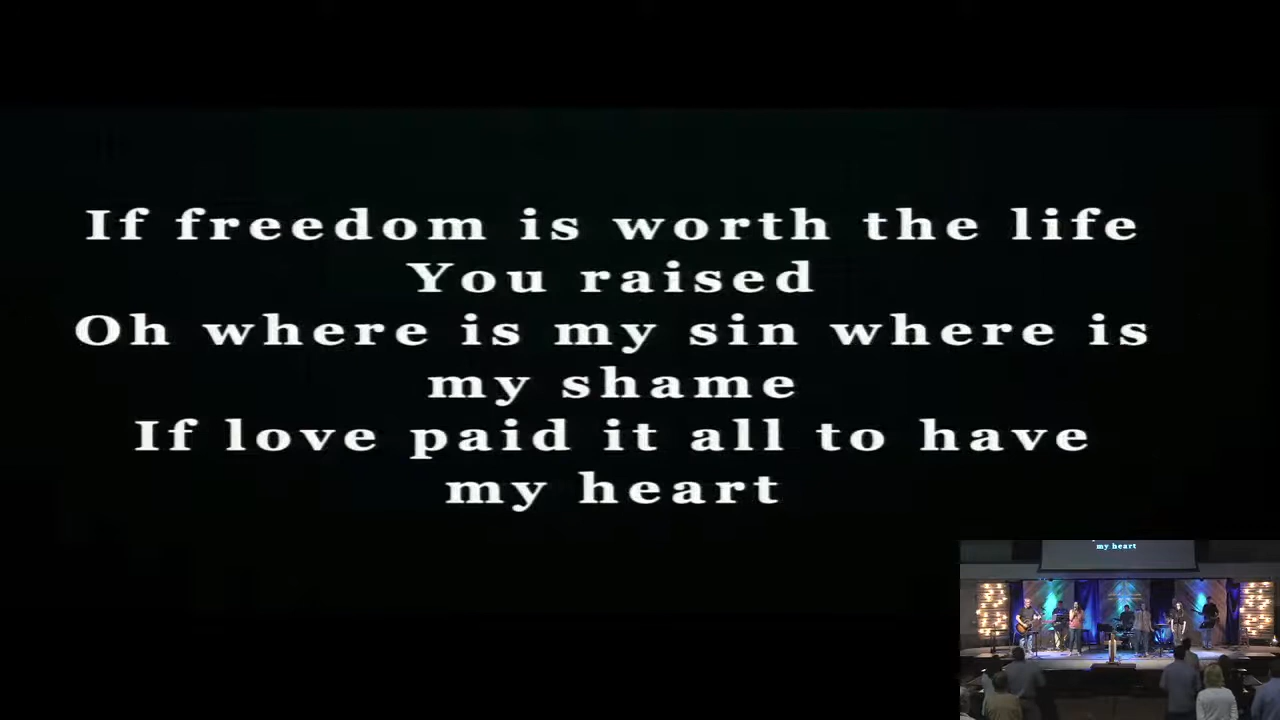 If freedom is worth the life
You raised
Oh where is my sin where is
my shame
If love paid it all to have
my heart
my heart